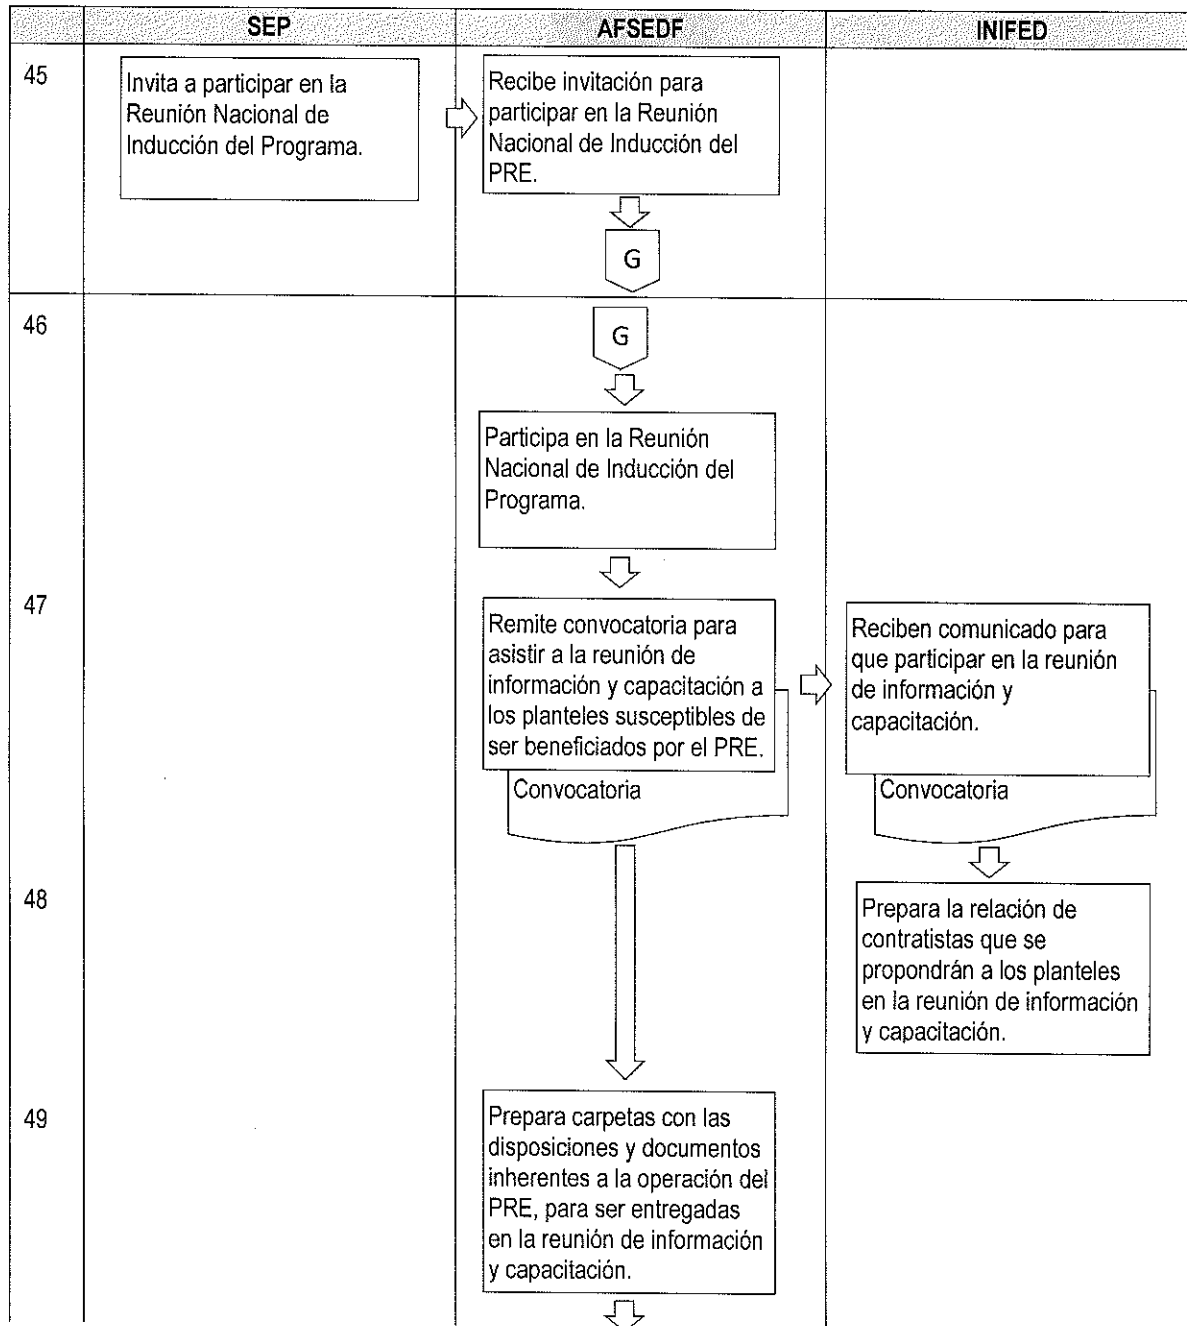 SEP AFSEDF INIFED
45
Invita a participar en la
Reunión Nacional de
Inducción del Programa.
Recibe invitación para
participar en la Reunión
Nacional de Inducción del
PRE.
G
46
G
Participa en la Reunión
Nacional de Inducción del
Programa.
47
Remite convocatoria para
asistir a la reunión de
información y capacitación a
los planteles susceptibles de
ser beneficiados por el PRE.
Convocatoria
Reciben comunicado para
que participar en la reunión
de información y
capacitación.
Convocatoria
48
Prepara la relación de
contratistas que se
propondrán a los planteles
en la reunión de información
y capacitación.
49
Prepara carpetas con las
disposiciones y documentos
inherentes a la operación del
PRE, para ser entregadas
en la reunión de información
y capacitación.